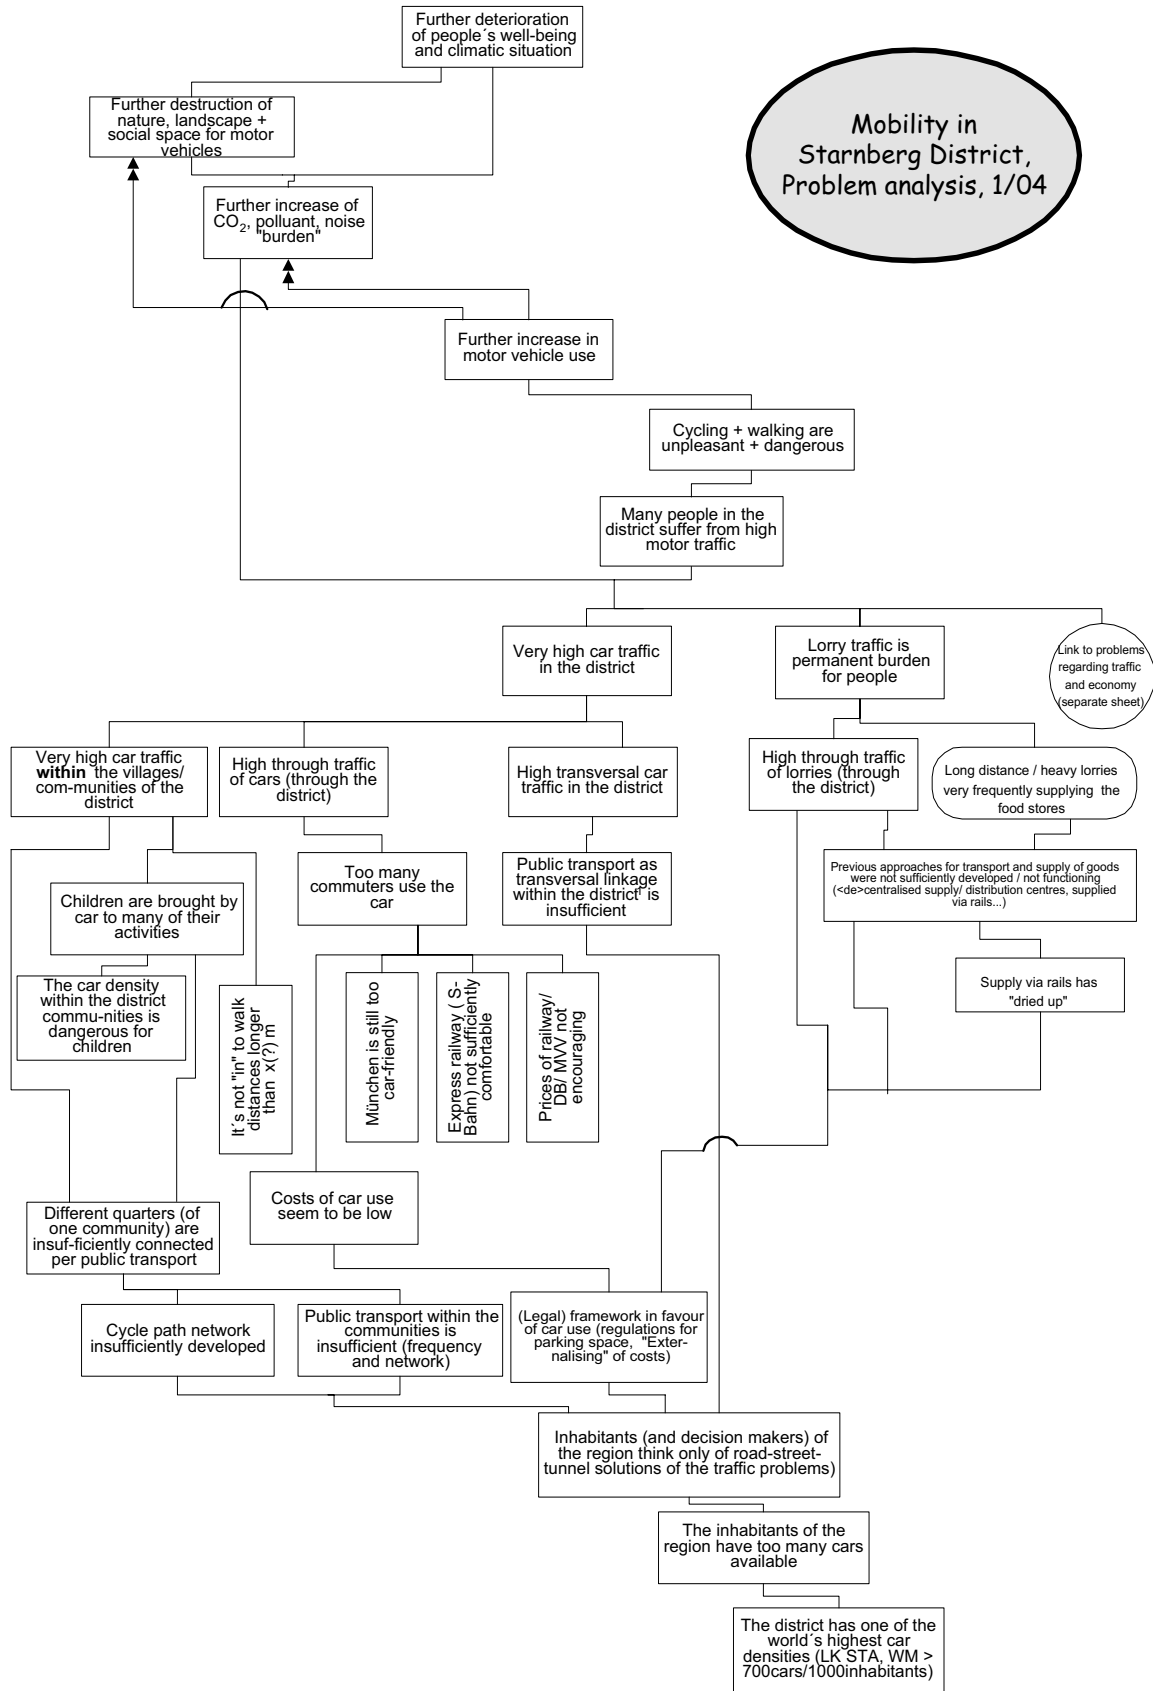 Further deterioration
of people´s well-being
and climatic situation
Mobility in
Starnberg District,
Problem analysis, 1/04
Further destruction of
nature, landscape +
social space for motor
vehicles
Further increase of
CO2, polluant, noise
"burden"
Further increase in
motor vehicle use
Cycling + walking are
unpleasant + dangerous
Many people in the
district suffer from high
motor traffic
Very high car traffic
in the district
Lorry traffic is
permanent burden
for people
Link to problems
regarding traffic
and economy
(separate sheet)
Very high car traffic
within the villages/
com-munities of the
district
High through traffic
of cars (through the
district)
High transversal car
traffic in the district
High through traffic
of lorries (through
the district)
Long distance / heavy lorries
very frequently supplying the
food stores
Too many
commuters use the
car
Public transport as
transversal linkage
within the district is
insufficient
Previous approaches for transport and supply of goods
were not sufficiently developed / not functioning
(<de>centralised supply/ distribution centres, supplied
via rails...)
Children are brought by
car to many of their
activities
The car density
within the district
commu-nities is
dangerous for
children
It´s not "in" to walk
distances longer
than x(?) m
München is still too
car-friendly
Express railway ( S-
Bahn) not sufficiently
comfortable
Prices of railway/
DB/ MVV not
encouraging
Supply via rails has
"dried up"
Costs of car use
seem to be low
Different quarters (of
one community) are
insuf-ficiently connected
per public transport
Cycle path network
insufficiently developed
Public transport within the
communities is
insufficient (frequency
and network)
(Legal) framework in favour
of car use (regulations for
parking space, "Exter-
nalising" of costs)
Inhabitants (and decision makers) of
the region think only of road-street-
tunnel solutions of the traffic problems)
The inhabitants of the
region have too many cars
available
The district has one of the
world´s highest car
densities (LK STA, WM >
700cars/1000inhabitants)